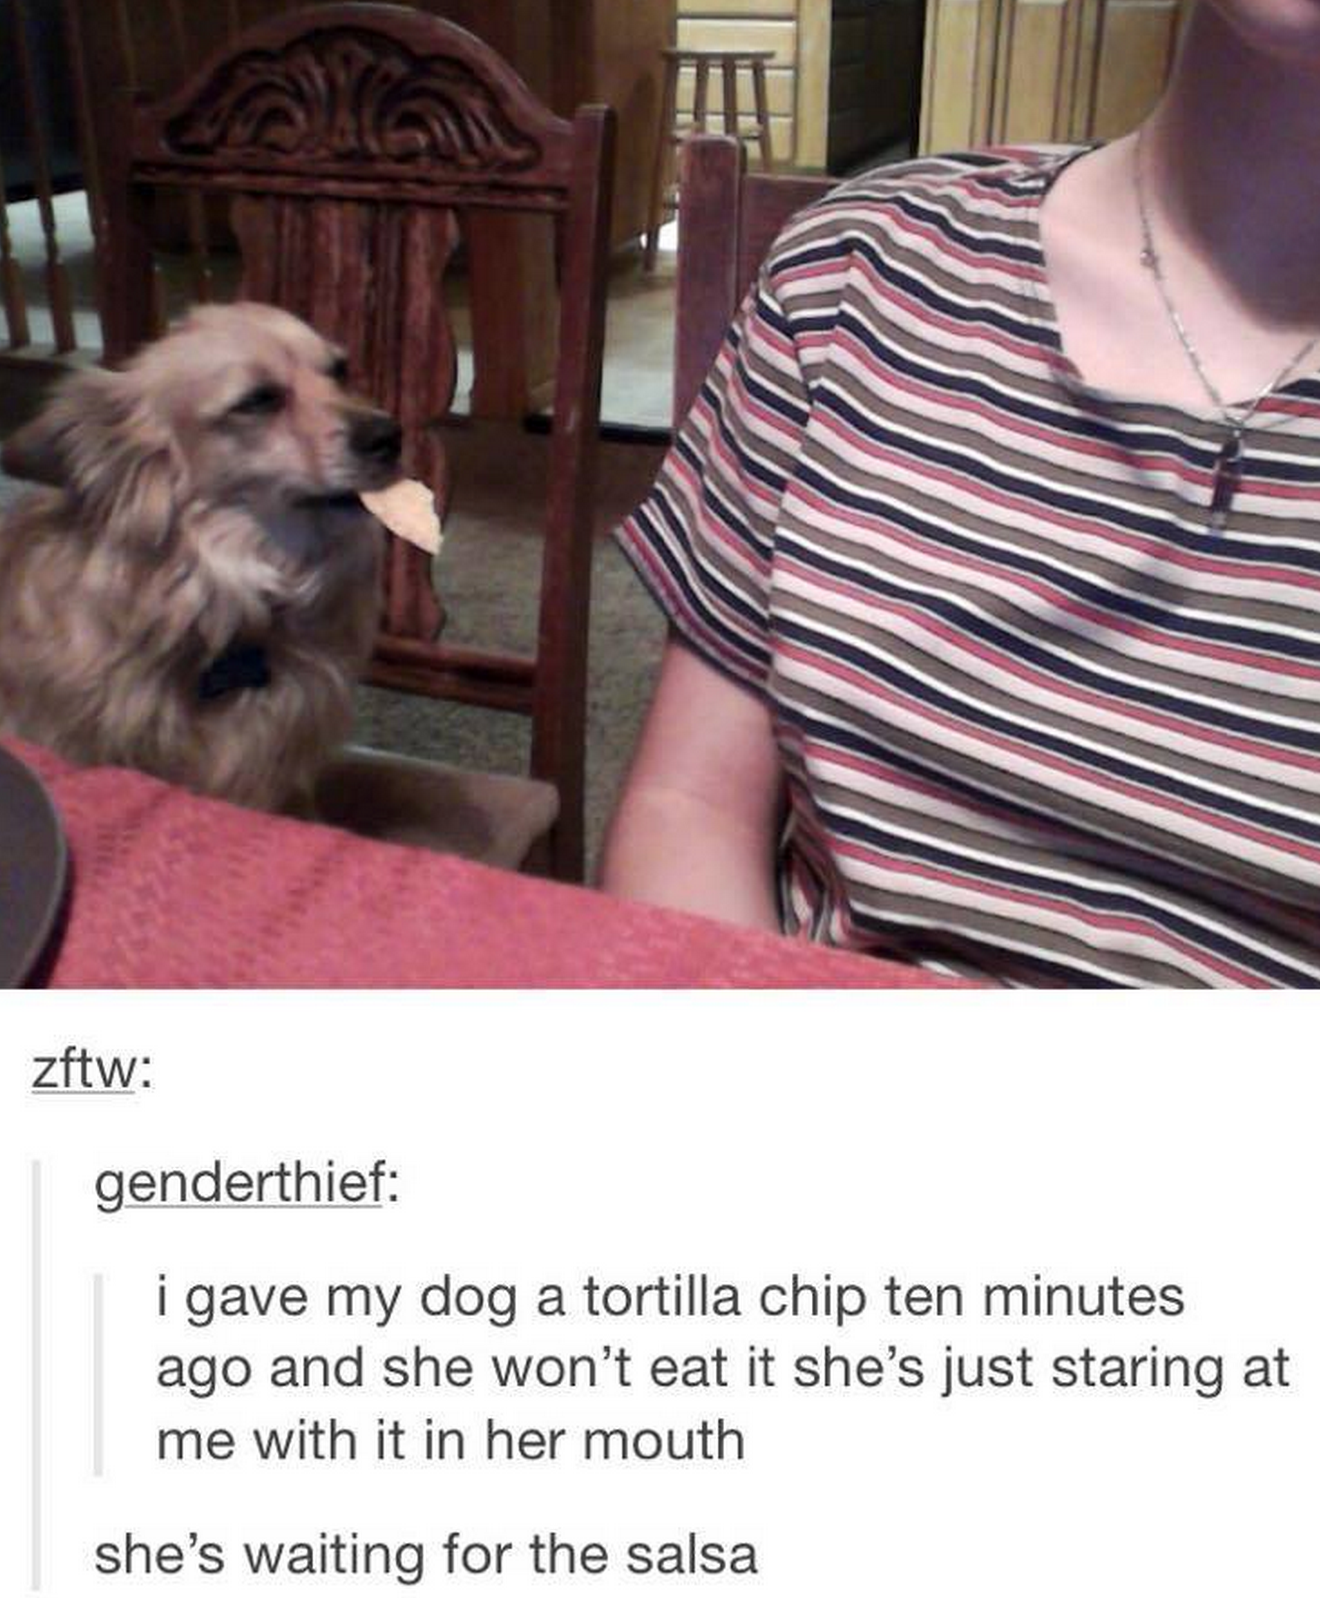 zftw:
genderthief:
i gave my dog a tortilla chip ten minutes
ago and she won't eat it she's just staring at
me with it in her mouth
she's waiting for the salsa